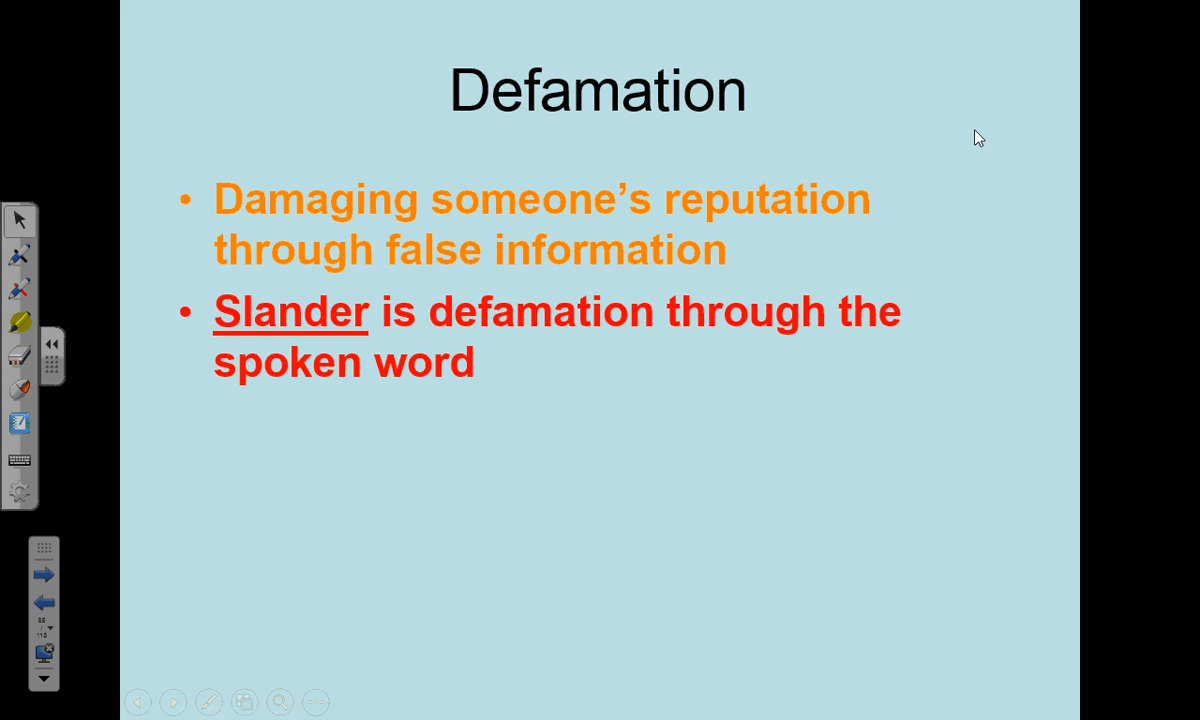 Defamation
• Damaging someone’s reputation
through false information
• Slander is defamation through the
spoken word